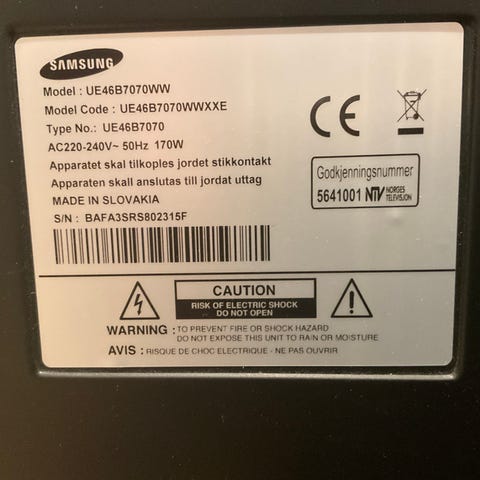 SAMSUNG
Model : UE46B7070WW
Model Code : UE46B7070WWXXE
Type No.: UE46B7070
AC220-240V~ 50Hz 170W
Apparatet skal tilkoples jordet stikkontakt
Apparaten skall anslutas till jordat uttag
MADE IN SLOVAKIA
S/N : BAFA3SRS802315F
CE
Godkjenningsnummer
5641001 NTV NORGES
TELEVISJON
CAUTION
RISK OF ELECTRIC SHOCK
DO NOT OPEN
WARNING : TO PREVENT FIRE OR SHOCK HAZARD
DO NOT EXPOSE THIS UNIT TO RAIN OR MOISTURE
AVIS : RISQUE DE CHOC ELECTRIQUE - NE PAS OUVRIR